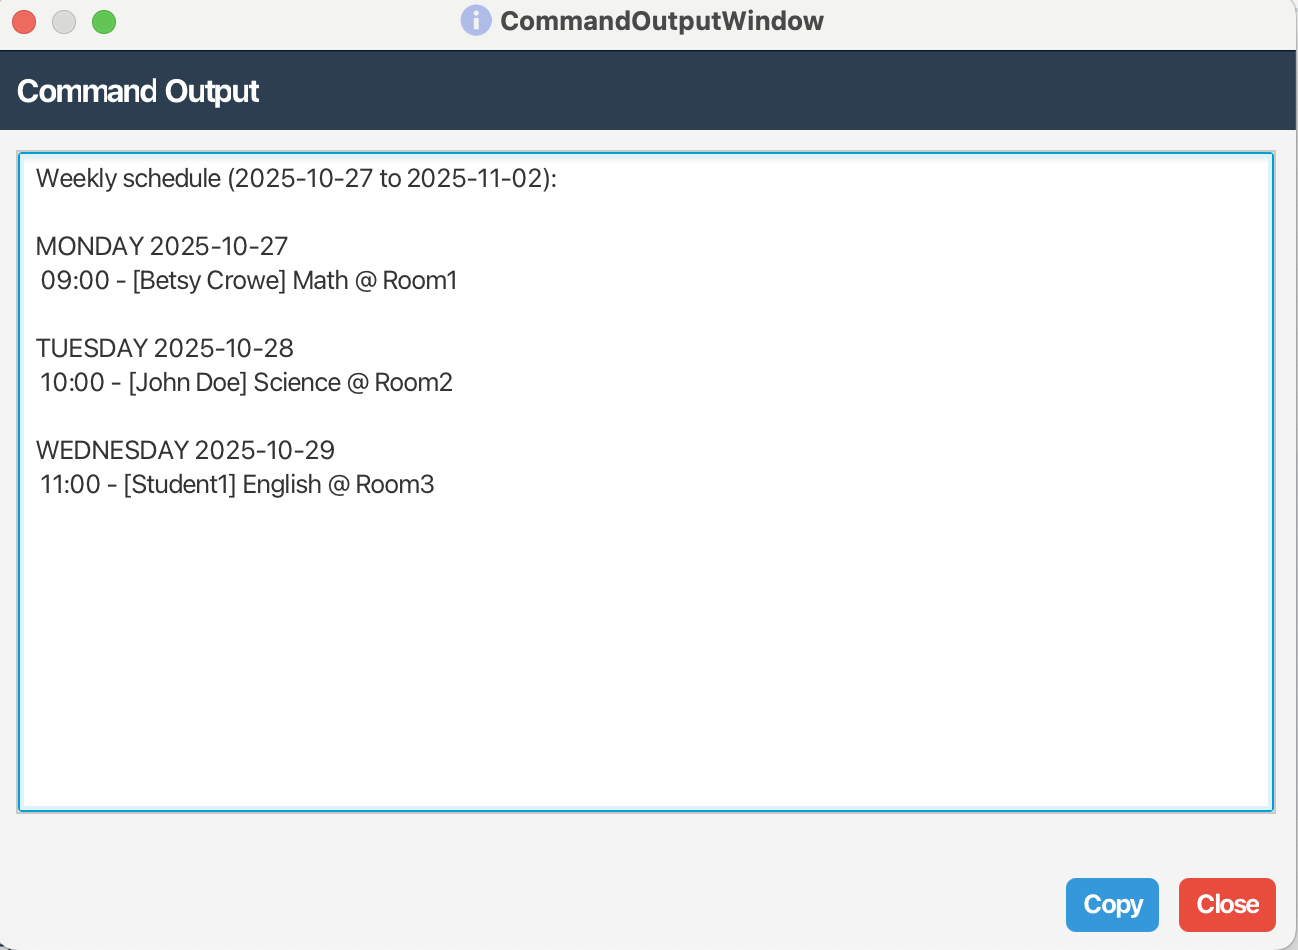 CommandOutputWindow
Command Output
Weekly schedule (2025-10-27 to 2025-11-02):
MONDAY 2025-10-27
09:00 - [Betsy Crowe] Math @ Room1
TUESDAY 2025-10-28
10:00 - [John Doe] Science @ Room2
WEDNESDAY 2025-10-29
11:00 - [Student1] English @ Room3
Copy Close